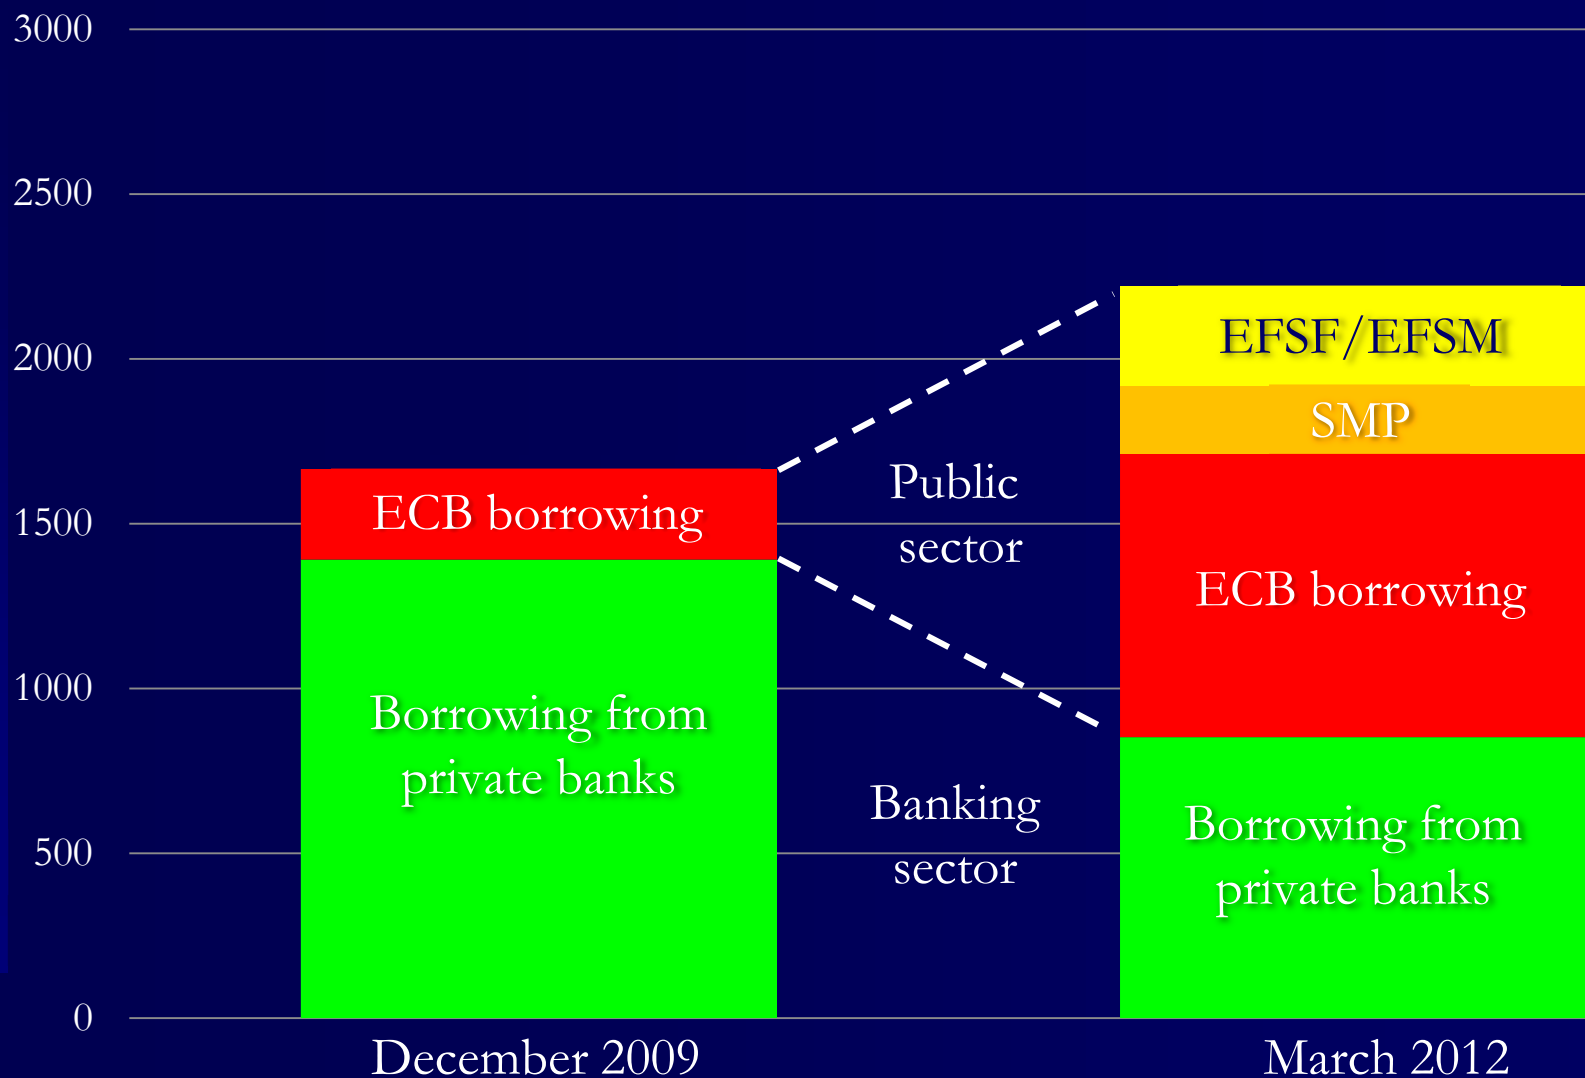 3000
2500
2000
1500
1000
500
0
ECB borrowing
Borrowing from
private banks
Public
sector
Banking
sector
EFSF/EFSM
SMP
ECB borrowing
Borrowing from
private banks
December 2009
March 2012